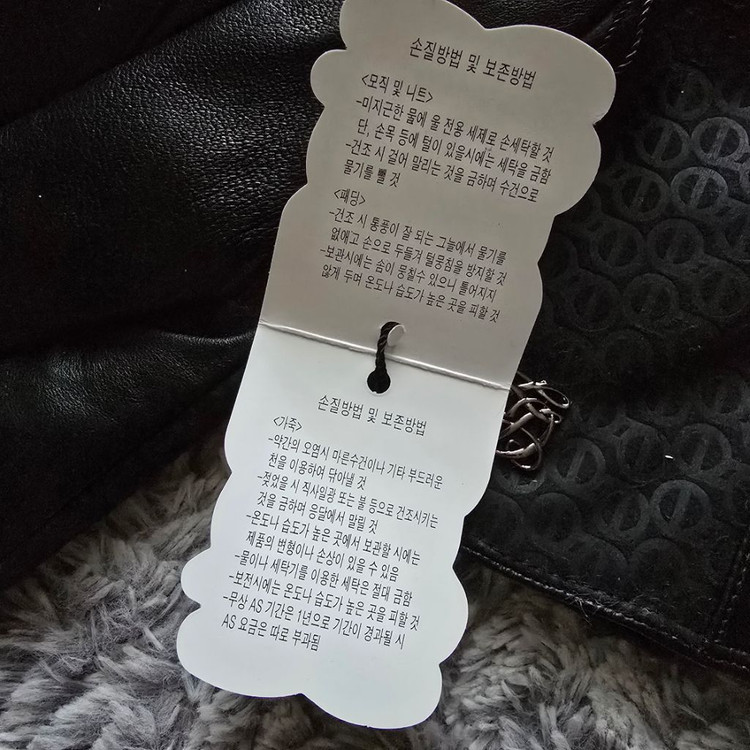 손질방법 및 보존방법
<모직 및 니트>
-미지근한 물에 울 전용 세제로 손세탁할 것
단, 손목 등에 털이 있을시에는 세탁을 금함
-건조 시 걸어 말리는 것을 금하며 수건으로
물기를 뺄 것
<패딩>
-건조 시 통풍이 잘 되는 그늘에서 물기를
없애고 손으로 두들겨 털뭉침을 방지할 것
-보관시에는 솜이 뭉칠수 있으니 틀어지지
않게 두며 온도나 습도가 높은 곳을 피할 것
손질방법 및 보존방법
<가죽>
-약간의 오염시 마른수건이나 기타 부드러운
천을 이용하여 닦아낼 것
-젖었을 시 직사일광 또는 불 등으로 건조시키는
것을 금하며 응달에서 말릴 것
-온도나 습도가 높은 곳에서 보관할 시에는
제품의 변형이나 손상이 있을 수 있음
-물이나 세탁기를 이용한 세탁은 절대 금함
-보전시에는 온도나 습도가 높은 곳을 피할 것
-무상 AS 기간은 1년으로 기간이 경과될 시
AS 요금은 따로 부과됨